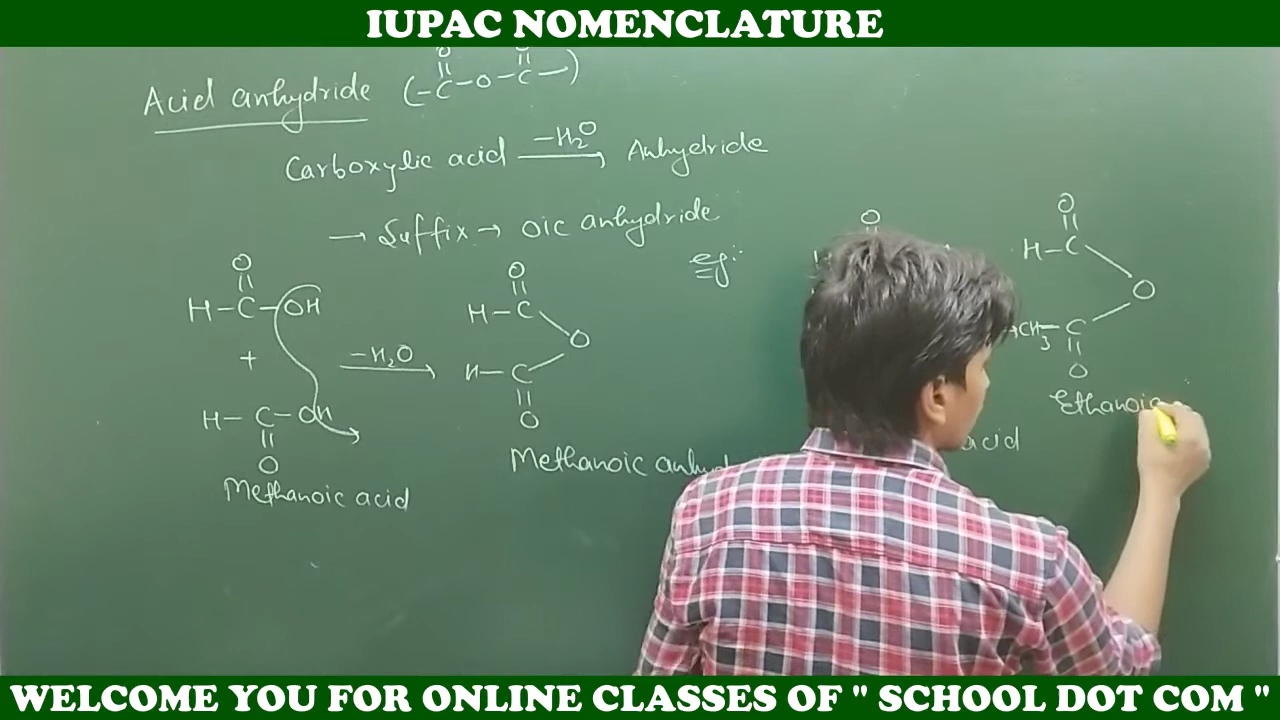 IUPAC NOMENCLATURE
Acid anhydride (-C-O-C-)
O O
Carboxylic acid -H2O → Anhydride
→ Suffix → oic anhydride
eg:-
O
H-C-OH
+
H-C-OH
O
Methanoic acid
-H2O →
O
H-C
O
H-C
O
Methanoic anhyd
O
acid
O
H-C
O
CH3-C
O
Ethanoic
WELCOME YOU FOR ONLINE CLASSES OF " SCHOOL DOT COM "